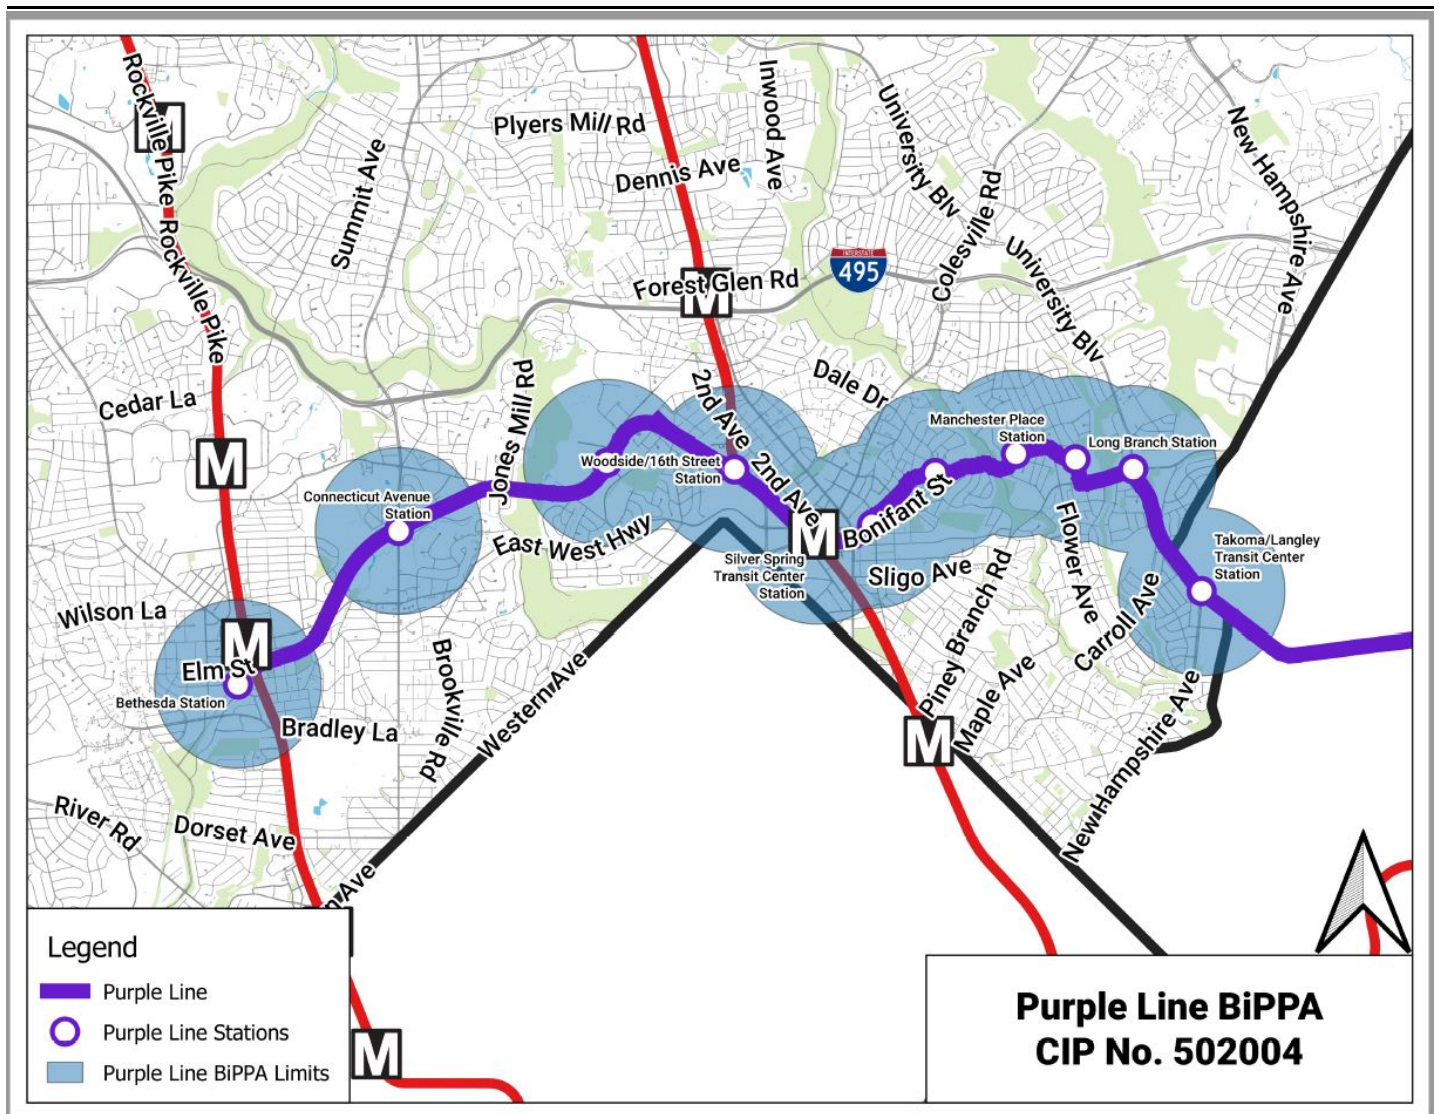 Rockville Pike
Rockville Pike
M
Plyers Mill Rd
Inwood Ave
University Blv
New Hampshire Ave
Summit Ave
Dennis Ave
Colesville Rd
University Blv
INTERSTATE
495
Forest Glen Rd
M
Cedar La
Jones Mill Rd
2nd Ave
Dale Dr
M
Manchester Place
Station
Long Branch Station
Woodside/16th Street
Station
2nd Ave
Connecticut Avenue
Station
Bonifant St
East West Hwy
M
Flower Ave
Silver Spring
Transit Center
Station
Sligo Ave
Takoma/Langley
Transit Center
Station
Wilson La
M
Elm St
Bethesda Station
Brookville Rd
Western Ave
Piney Branch Rd
Carroll Ave
Maple Ave
Bradley La
M
New Hampshire Ave
River Rd
Dorset Ave
n Ave
Legend
Purple Line
Purple Line Stations
Purple Line BiPPA Limits
M
Purple Line BiPPA
CIP No. 502004